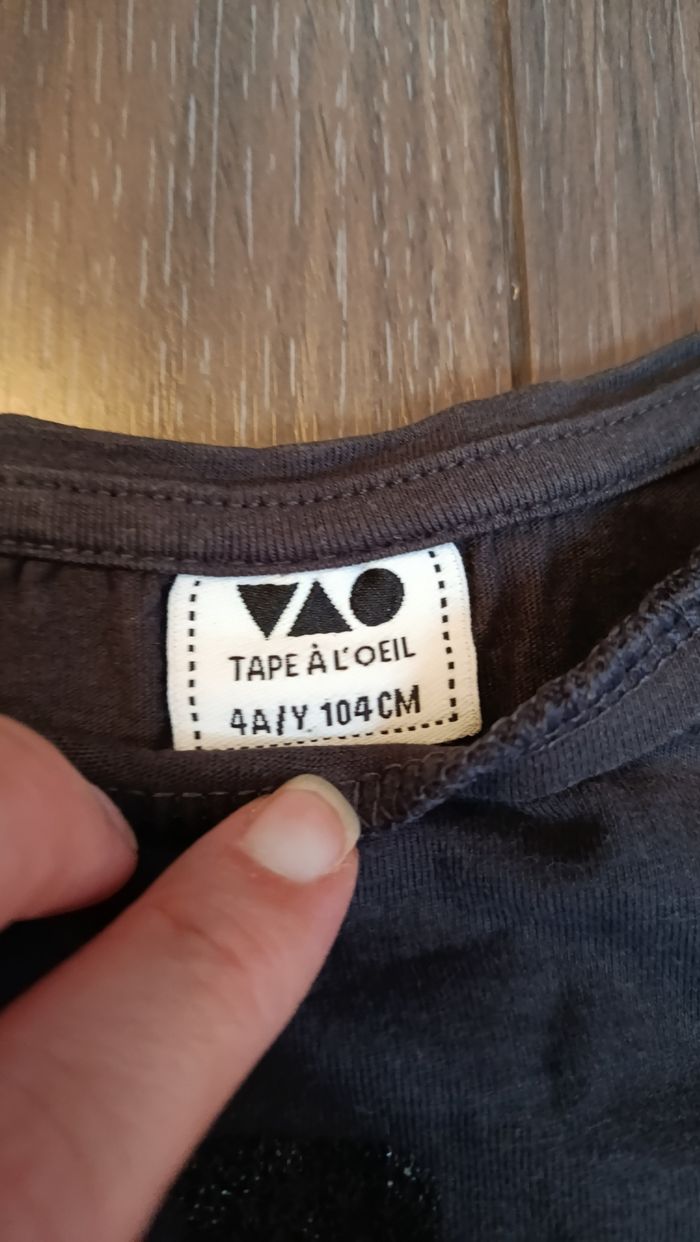 TAPE À L'OEIL
4A/Y 104CM